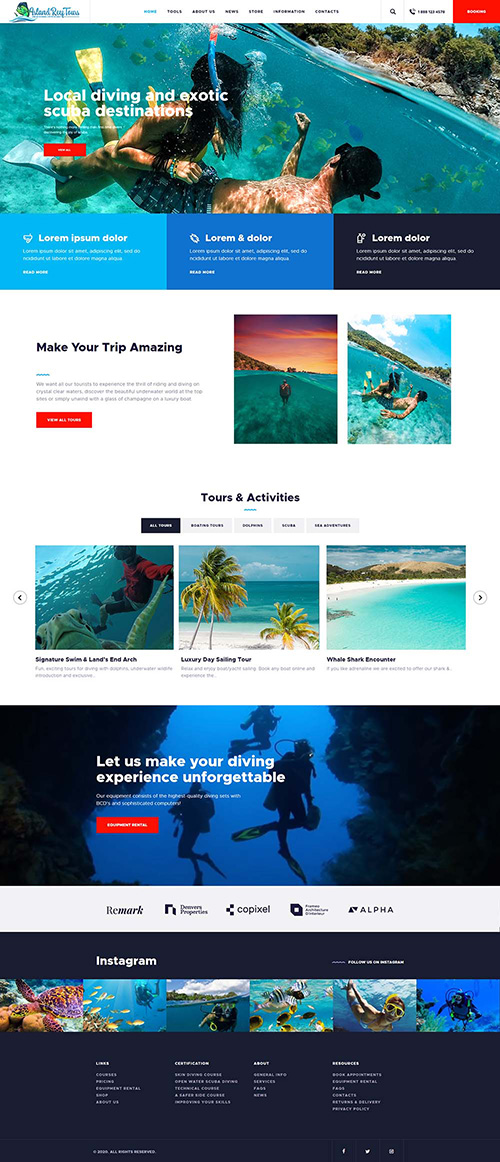 Island Reef Tours
HOME TOOLS ABOUT US NEWS STORE INFORMATION CONTACTS
1 888 123 4578
BOOKING
Local diving and exotic
scuba destinations
VIEW ALL
Lorem ipsum dolor
Lorem ipsum dolor sit amet, adipiscing elit, sed do
ncididunt ut labore et dolore magna aliqua
READ MORE
Lorem & dolor
Lorem ipsum dolor sit amet, adipiscing elit, sed do
ncididunt ut labore et dolore magna aliqua.
READ MORE
Lorem dolor
Lorem ipsum dolor sit amet, adipiscing elit, sed do
ncididunt ut labore et dolore magna aliqua
READ MORE
Make Your Trip Amazing
We want all our tourists to experience the thrill of riding and diving on
crystal clear waters, discover the beautiful underwater world at the top
sites or simply unwind with a glass of champagne on a luxury boat.
VIEW ALL TOURS
Tours & Activities
ALL TOURS BOATING TOURS DOLPHINS SCUBA SEA ADVENTURES
Signature Swim & Land's End Arch
Fun, exciting tours for diving with dolphins, underwater wildlife
introduction and exclusive...
Luxury Day Sailing Tour
Relax and enjoy boat/yacht sailing. Book any boat online and
experience the...
Whale Shark Encounter
If you like adrenaline we are excited to offer our shark &...
Let us make your diving
experience unforgettable
Our equipment consists of the highest-quality diving sets with
BCD's and sophisticated computers!
EQUIPMENT RENTAL
Remark
Denvers
Properties
copixel
Framew
Architecture
D'interieur
ALPHA
Instagram
FOLLOW US ON INSTAGRAM
LINKS
COURSES
PRICING
EQUIPMENT RENTAL
SHOP
ABOUT US
CERTIFICATION
SKIN DIVING COURSE
OPEN WATER SCUBA DIVING
TECHNICAL COURSE
A SAFER SIDE COURSE
IMPROVING YOUR SKILLS
ABOUT
GENERAL INFO
SERVICES
FAQS
NEWS
RESOURCES
BOOK APPOINTMENTS
EQUIPMENT RENTAL
FAQS
CONTACTS
RETURNS & DELIVERY
PRIVACY POLICY
© 2020. ALL RIGHTS RESERVED.